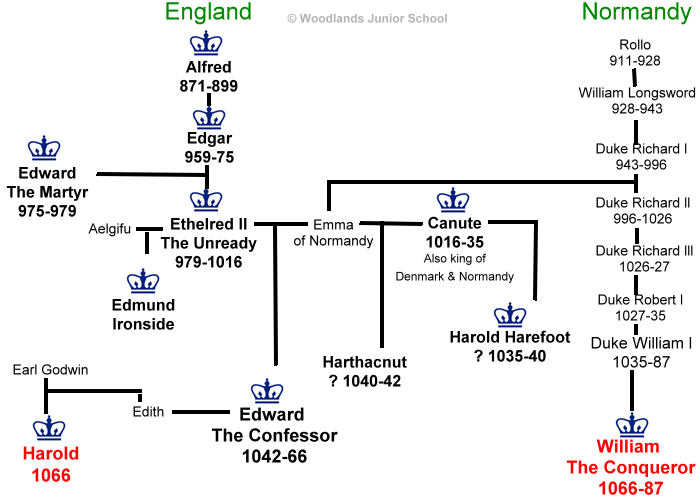 England
© Woodlands Junior School
Normandy
Alfred
871-899
Rollo
911-928
William Longsword
928-943
Edgar
959-75
Duke Richard I
943-996
Edward
The Martyr
975-979
Aelgifu
Ethelred II
The Unready
979-1016
Emma
of Normandy
Canute
1016-35
Also king of
Denmark & Normandy
Duke Richard II
996-1026
Duke Richard III
1026-27
Edmund
Ironside
Duke Robert I
1027-35
Harold Harefoot
? 1035-40
Duke William I
1035-87
Harthacnut
? 1040-42
Earl Godwin
Edith
Edward
The Confessor
1042-66
Harold
1066
William
The Conqueror
1066-87